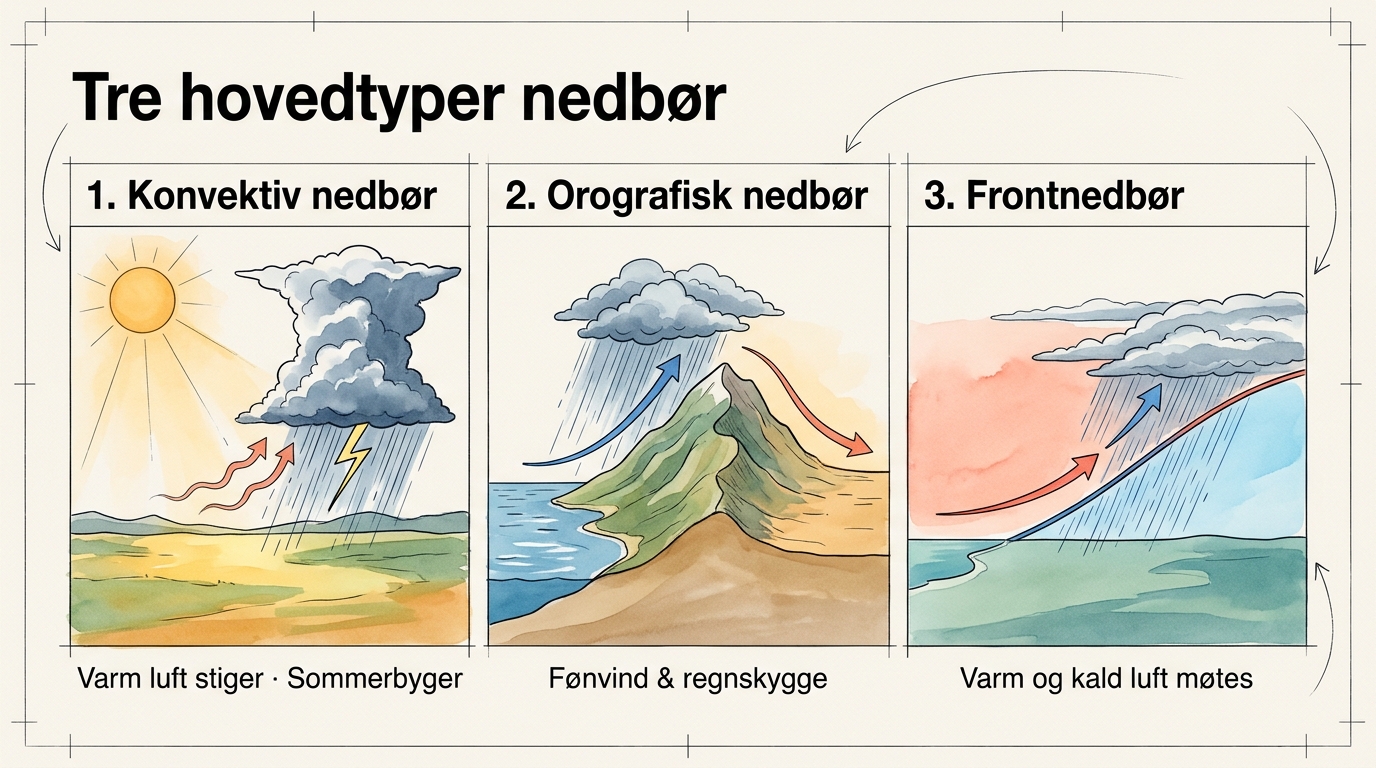 Tre hovedtyper nedbør
1. Konvektiv nedbør
2. Orografisk nedbør
3. Frontnedbør
Varm luft stiger · Sommerbyger
Fønvind & regnskygge
Varm og kald luft møtes